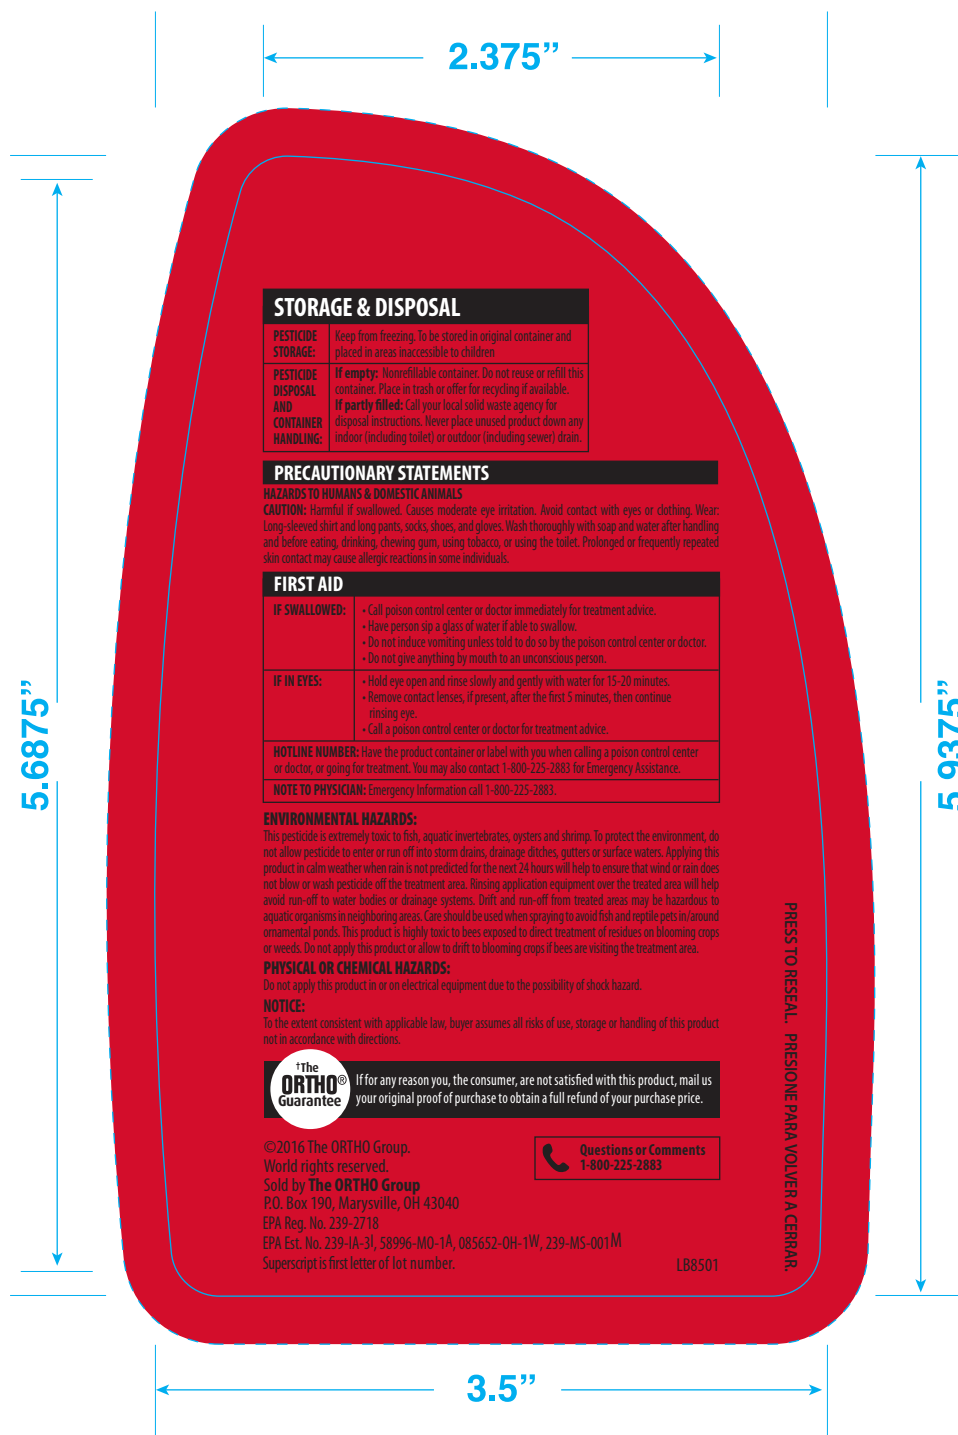 2.375”
STORAGE & DISPOSAL
PESTICIDE
STORAGE:
Keep from freezing. To be stored in original container and
placed in areas inaccessible to children
PESTICIDE
DISPOSAL
AND
CONTAINER
HANDLING:
If empty: Nonrefillable container. Do not reuse or refill this
container. Place in trash or offer for recycling if available.
If partly filled: Call your local solid waste agency for
disposal instructions. Never place unused product down any
indoor (including toilet) or outdoor (including sewer) drain.
PRECAUTIONARY STATEMENTS
HAZARDS TO HUMANS & DOMESTIC ANIMALS
CAUTION: Harmful if swallowed. Causes moderate eye irritation. Avoid contact with eyes or clothing. Wear:
Long-sleeved shirt and long pants, socks, shoes, and gloves. Wash thoroughly with soap and water after handling
and before eating, drinking, chewing gum, using tobacco, or using the toilet. Prolonged or frequently repeated
skin contact may cause allergic reactions in some individuals.
FIRST AID
IF SWALLOWED:
• Call poison control center or doctor immediately for treatment advice.
• Have person sip a glass of water if able to swallow.
• Do not induce vomiting unless told to do so by the poison control center or doctor.
• Do not give anything by mouth to an unconscious person.
IF IN EYES:
• Hold eye open and rinse slowly and gently with water for 15-20 minutes.
• Remove contact lenses, if present, after the first 5 minutes, then continue
rinsing eye.
• Call a poison control center or doctor for treatment advice.
HOTLINE NUMBER: Have the product container or label with you when calling a poison control center
or doctor, or going for treatment. You may also contact 1-800-225-2883 for Emergency Assistance.
NOTE TO PHYSICIAN: Emergency Information call 1-800-225-2883.
ENVIRONMENTAL HAZARDS:
This pesticide is extremely toxic to fish, aquatic invertebrates, oysters and shrimp. To protect the environment, do
not allow pesticide to enter or run off into storm drains, drainage ditches, gutters or surface waters. Applying this
product in calm weather when rain is not predicted for the next 24 hours will help to ensure that wind or rain does
not blow or wash pesticide off the treatment area. Rinsing application equipment over the treated area will help
avoid run-off to water bodies or drainage systems. Drift and run-off from treated areas may be hazardous to
aquatic organisms in neighboring areas. Care should be used when spraying to avoid fish and reptile pets in/around
ornamental ponds. This product is highly toxic to bees exposed to direct treatment of residues on blooming crops
or weeds. Do not apply this product or allow to drift to blooming crops if bees are visiting the treatment area.
PHYSICAL OR CHEMICAL HAZARDS:
Do not apply this product in or on electrical equipment due to the possibility of shock hazard.
NOTICE:
To the extent consistent with applicable law, buyer assumes all risks of use, storage or handling of this product
not in accordance with directions.
†The
ORTHO®
Guarantee
If for any reason you, the consumer, are not satisfied with this product, mail us
your original proof of purchase to obtain a full refund of your purchase price.
©2016 The ORTHO Group.
World rights reserved.
Sold by The ORTHO Group
P.O. Box 190, Marysville, OH 43040
EPA Reg. No. 239-2718
EPA Est. No. 239-IA-3I, 58996-MO-1A, 085652-OH-1W, 239-MS-001M
Superscript is first letter of lot number.
Questions or Comments
1-800-225-2883
LB8501
PRESS TO RESEAL. PRESIONE PARA VOLVER A CERRAR.
5.6875”
5.9375”
3.5”